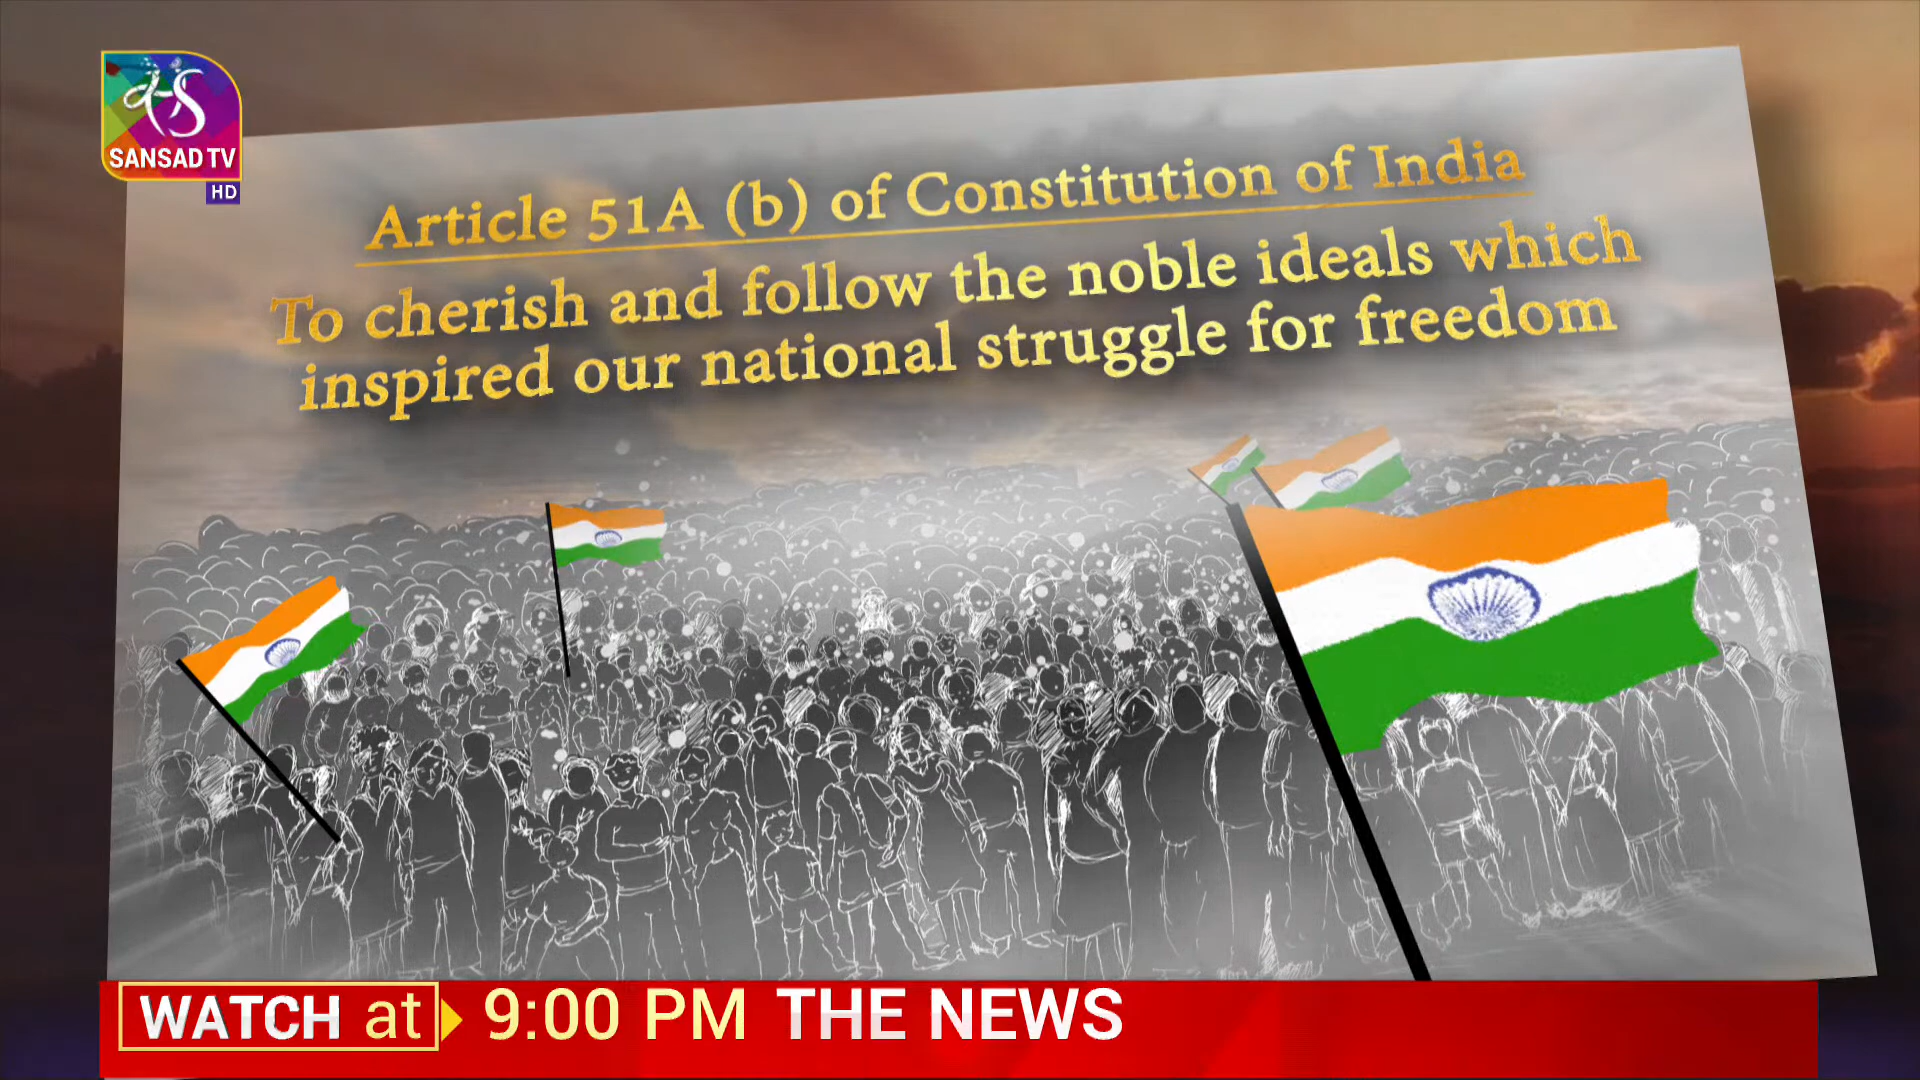 SANSAD TV
HD
Article 51A (b) of Constitution of India
To cherish and follow the noble ideals which
inspired our national struggle for freedom
WATCH at 9:00 PM THE NEWS